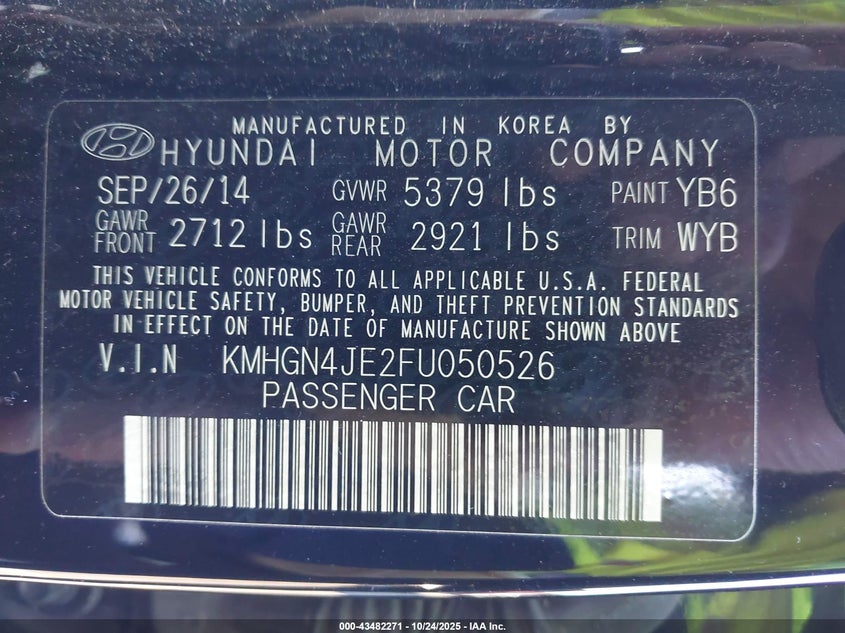 MANUFACTURED IN KOREA BY
HYUNDAI MOTOR COMPANY
SEP/26/14 GVWR 5379 lbs PAINT YB6
GAWR FRONT 2712 lbs GAWR REAR 2921 lbs TRIM WYB
THIS VEHICLE CONFORMS TO ALL APPLICABLE U.S.A. FEDERAL
MOTOR VEHICLE SAFETY, BUMPER, AND THEFT PREVENTION STANDARDS
IN-EFFECT ON THE DATE OF MANUFACTURE SHOWN ABOVE
V.I.N KMHGN4JE2FU050526
PASSENGER CAR
000-43482271 - 10/24/2025 - IAA Inc.